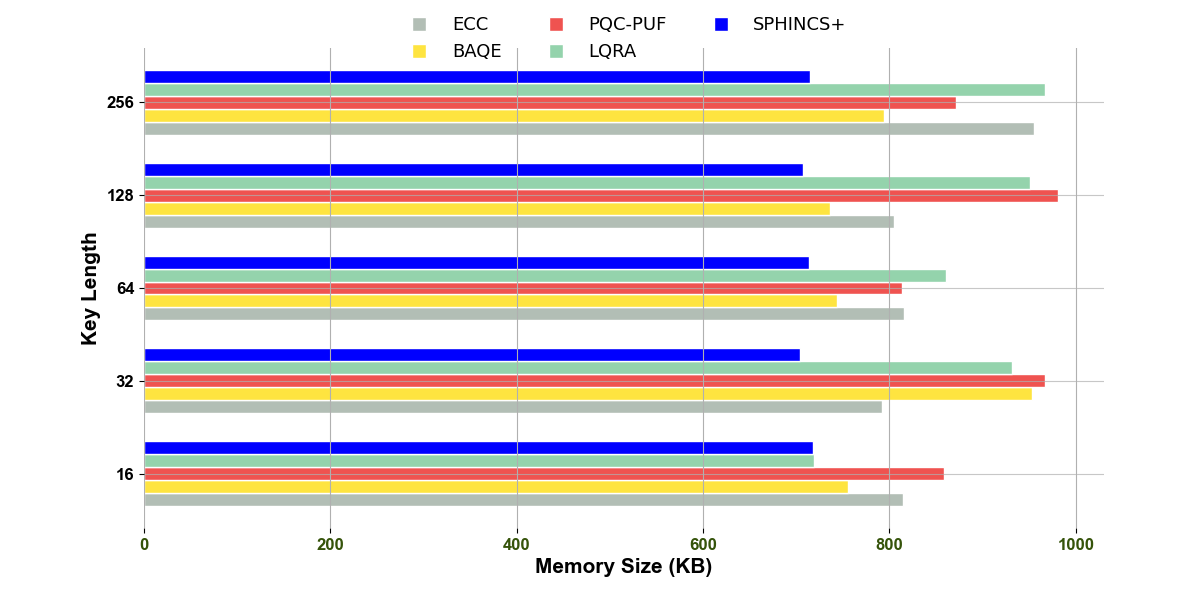 ECC PQC-PUF SPHINCS+
BAQE LQRA
256
128
64
32
16
Key Length
0 200 400 600 800 1000
Memory Size (KB)